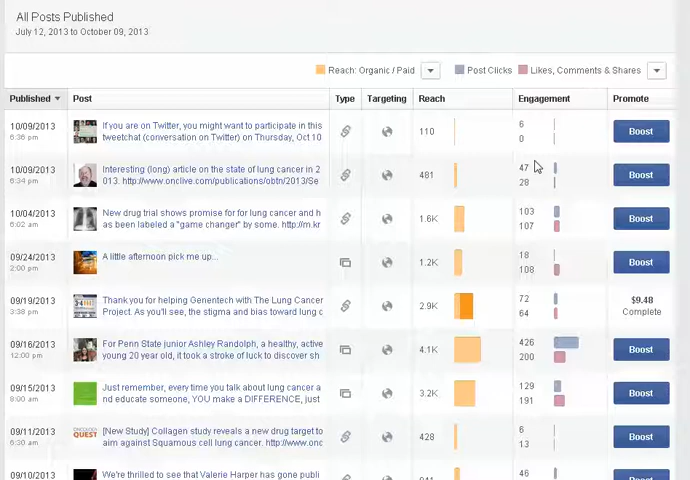 All Posts Published
July 12, 2013 to October 09, 2013
Reach: Organic / Paid Post Clicks Likes, Comments & Shares
Published Post Type Targeting Reach Engagement Promote
10/09/2013 If you are on Twitter, you might want to participate in this 110 6 Boost
6:36 pm tweetchat (conversation on Twitter) on Thursday, Oct 10 0
10/09/2013 Interesting (long) article on the state of lung cancer in 2 481 47 Boost
6:34 pm 013. http://www.onclive.com/publications/obtn/2013/Se 28
10/04/2013 New drug trial shows promise for for lung cancer and h 1.6K 103 Boost
6:02 am as been labeled a "game changer" by some. http://m.kr 107
09/24/2013 A little afternoon pick me up... 1.2K 18 Boost
2:00 pm 108
09/19/2013 Thank you for helping Genentech with The Lung Cancer 2.9K 72 $9.48
3:38 pm Project. As you'll see, the stigma and bias toward lung c 64 Complete
09/16/2013 For Penn State junior Ashley Randolph, a healthy, active 4.1K 426 Boost
12:00 pm young 20 year old, it took a stroke of luck to discover sh 200
09/15/2013 Just remember, every time you talk about lung cancer a 3.2K 129 Boost
8:00 am nd educate someone, YOU make a DIFFERENCE, just 191
09/11/2013 QUEST [New Study] Collagen study reveals a new drug target to 428 6 Boost
6:30 am aim against Squamous cell lung cancer. http://www.onc 13
09/10/2013 We're thrilled to see that Valerie Harper has gone publi 46